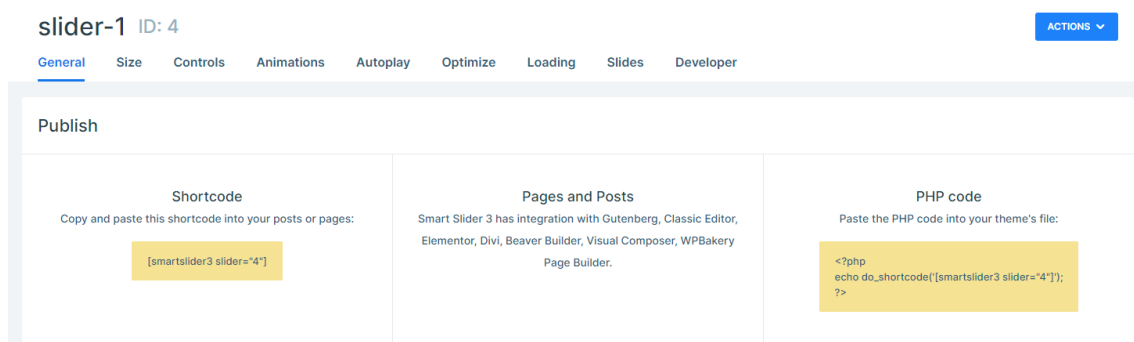 slider-1 ID: 4
ACTIONS
General Size Controls Animations Autoplay Optimize Loading Slides Developer
Publish
Shortcode
Copy and paste this shortcode into your posts or pages:
[smartslider3 slider="4"]
Pages and Posts
Smart Slider 3 has integration with Gutenberg, Classic Editor,
Elementor, Divi, Beaver Builder, Visual Composer, WPBakery
Page Builder.
PHP code
Paste the PHP code into your theme's file:
<?php
echo do_shortcode('[smartslider3 slider="4"]');
?>